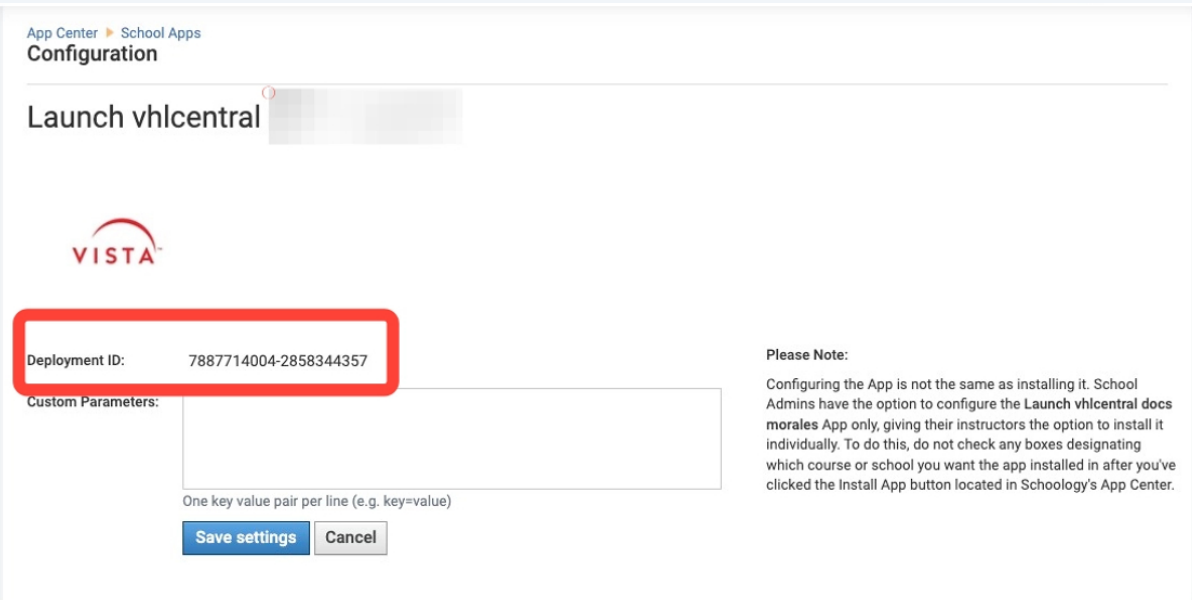 App Center ▶ School Apps
Configuration
Launch vhlcentral
VISTA™
Deployment ID: 7887714004-2858344357
Custom Parameters:
One key value pair per line (e.g. key=value)
Save settings Cancel
Please Note:
Configuring the App is not the same as installing it. School
Admins have the option to configure the Launch vhlcentral docs
morales App only, giving their instructors the option to install it
individually. To do this, do not check any boxes designating
which course or school you want the app installed in after you've
clicked the Install App button located in Schoology's App Center.